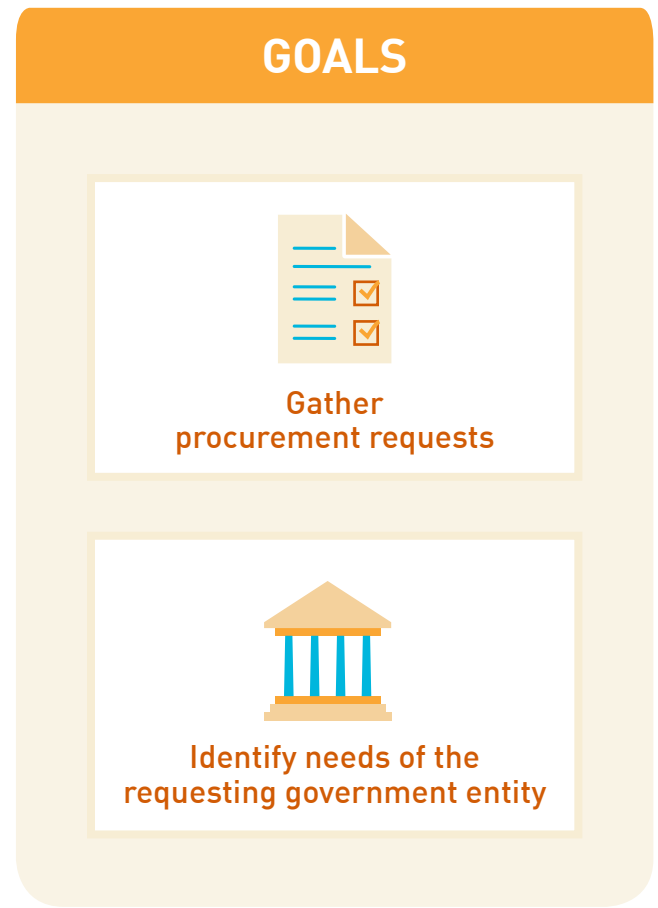 GOALS
Gather
procurement requests
Identify needs of the
requesting government entity